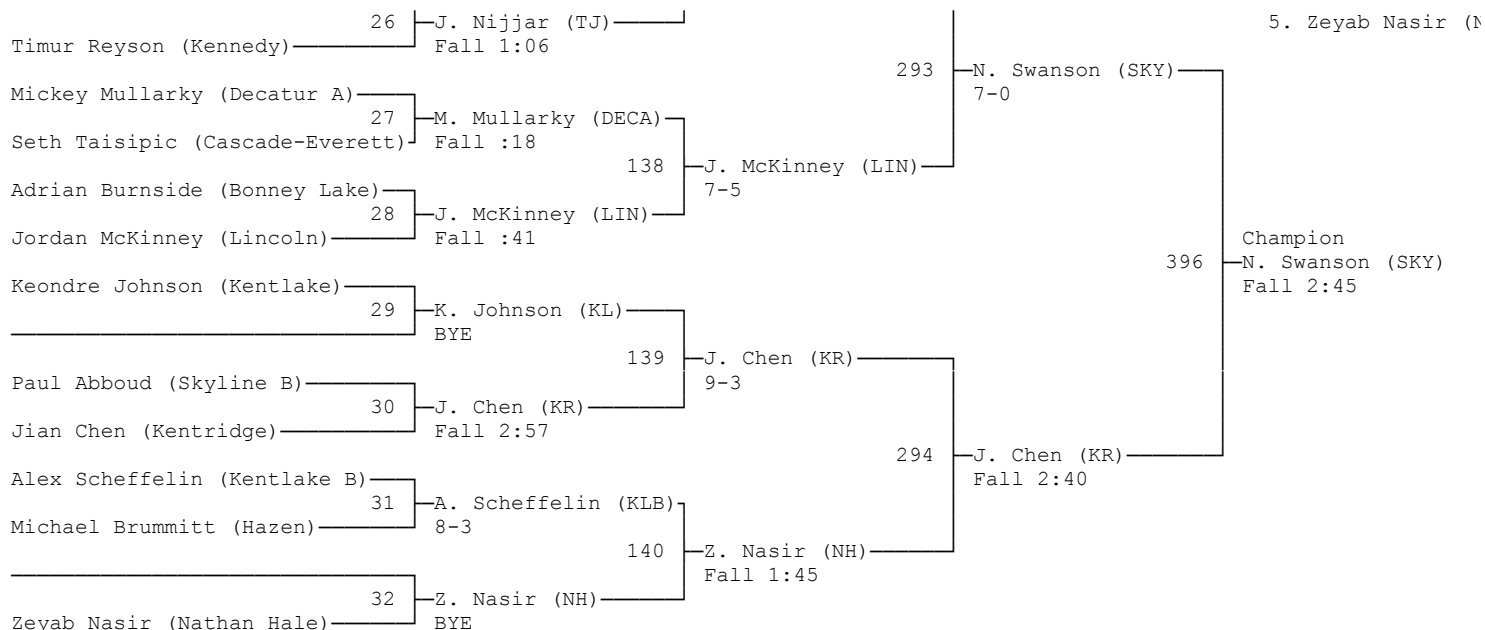 26 J. Nijjar (TJ) 5. Zeyab Nasir (
Timur Reyson (Kennedy) Fall 1:06
293 N. Swanson (SKY)
Mickey Mullarky (Decatur A) 7-0
27 M. Mullarky (DECA)
Seth Taisipic (Cascade-Everett) Fall :18
138 J. McKinney (LIN)
Adrian Burnside (Bonney Lake) 7-5
28 J. McKinney (LIN)
Jordan McKinney (Lincoln) Fall :41 Champion
396 N. Swanson (SKY)
Keondre Johnson (Kentlake) Fall 2:45
29 K. Johnson (KL)
BYE
139 J. Chen (KR)
Paul Abboud (Skyline B) 9-3
30 J. Chen (KR)
Jian Chen (Kentridge) Fall 2:57
294 J. Chen (KR)
Alex Scheffelin (Kentlake B) Fall 2:40
31 A. Scheffelin (KLB)
Michael Brummitt (Hazen) 8-3
140 Z. Nasir (NH)
Fall 1:45
32 Z. Nasir (NH)
Zeyab Nasir (Nathan Hale) BYE